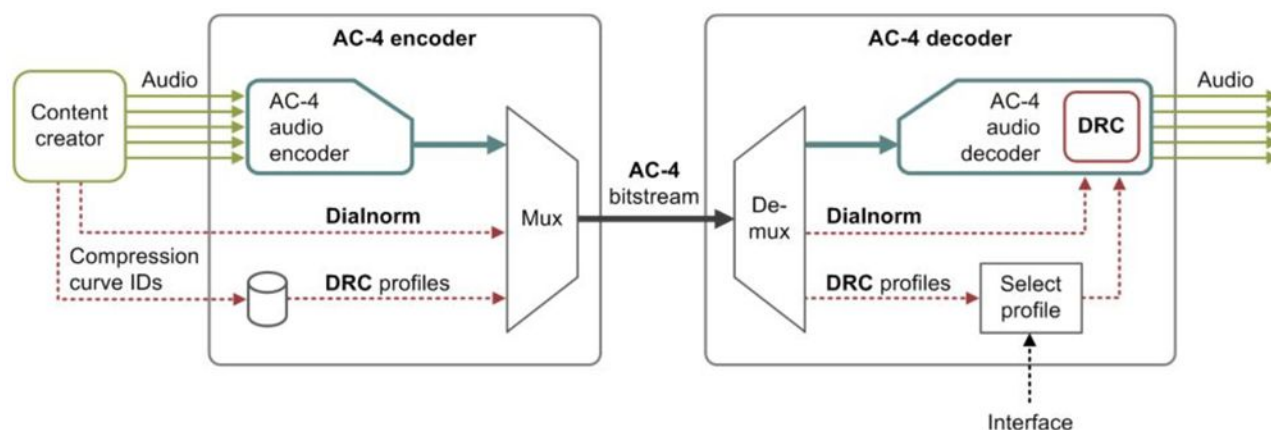 AC-4 encoder
AC-4 decoder
Audio
Audio
Content
creator
AC-4
audio
encoder
AC-4
audio
decoder
DRC
AC-4
bitstream
Mux
De-
mux
Dialnorm
Dialnorm
Compression
curve IDs
DRC profiles
DRC profiles
Select
profile
Interface